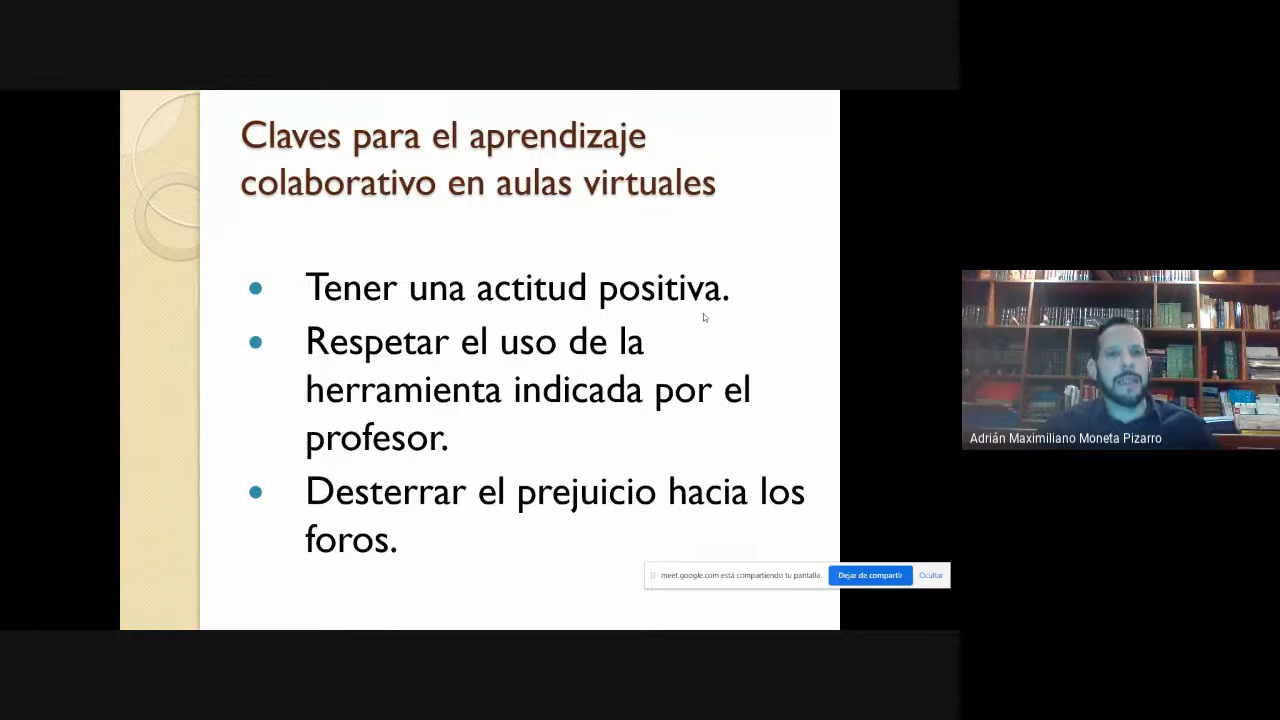 Claves para el aprendizaje
colaborativo en aulas virtuales
Tener una actitud positiva.
Respetar el uso de la
herramienta indicada por el
profesor.
Desterrar el prejuicio hacia los
foros.
meet.google.com está compartiendo tu pantalla.
Dejar de compartir
Ocultar
Adrián Maximiliano Moneta Pizarro